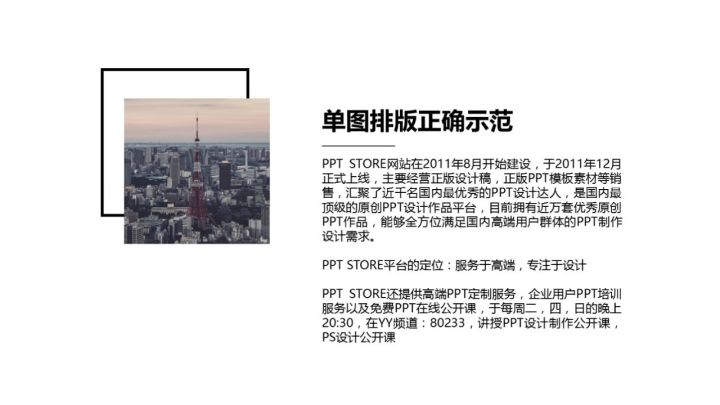 单图排版正确示范
PPT STORE网站在2011年8月开始建设，于2011年12月
正式上线，主要经营正版设计稿，正版PPT模板素材等销
售，汇聚了近千名国内最优秀的PPT设计达人，是国内最
顶级的原创PPT设计作品平台，目前拥有近万套优秀原创
PPT作品，能够全方位满足国内高端用户群体的PPT制作
设计需求。
PPT STORE平台的定位：服务于高端，专注于设计
PPT STORE还提供高端PPT定制服务，企业用户PPT培训
服务以及免费PPT在线公开课，于每周二，四，日的晚上
20:30，在YY频道：80233，讲授PPT设计制作公开课，
PS设计公开课